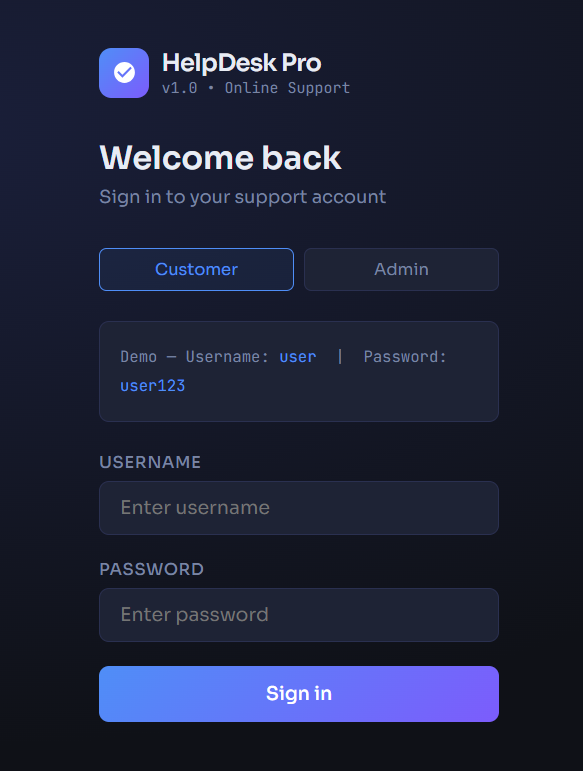 HelpDesk Pro
v1.0 • Online Support
Welcome back
Sign in to your support account
Customer
Admin
Demo — Username: user | Password:
user123
USERNAME
Enter username
PASSWORD
Enter password
Sign in